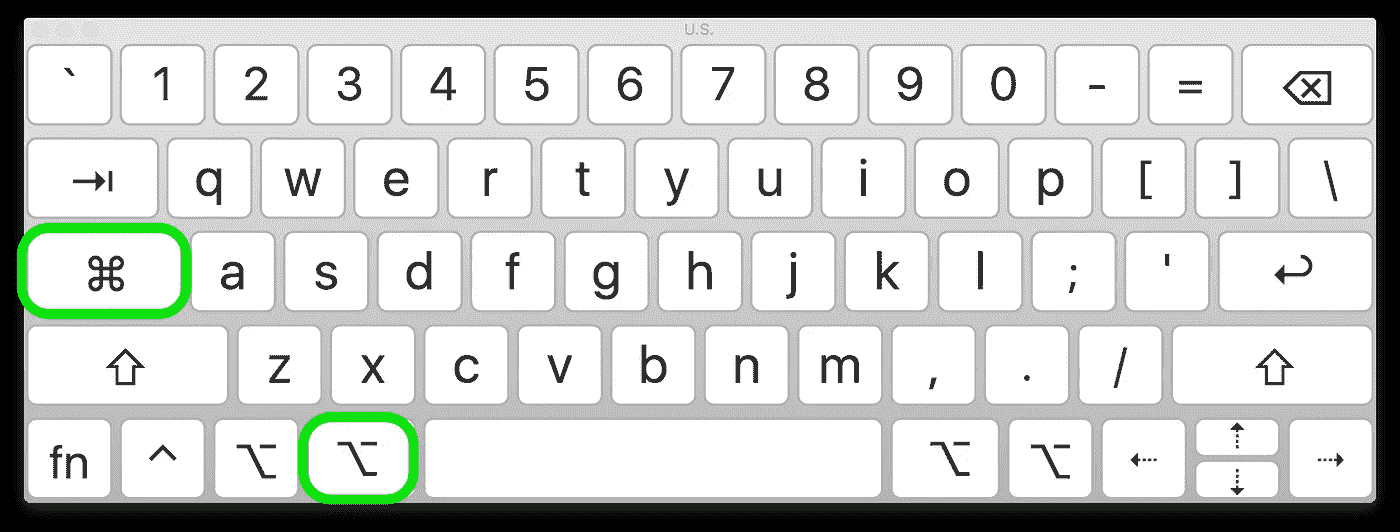 U.S.
` 1 2 3 4 5 6 7 8 9 0 - = ⌫
⇥ q w e r t y u i o p [ ] \
⌘ a s d f g h j k l ; ' ↩
⇧ z x c v b n m , . / ⇧
fn ^ ⌥ ⌥ ⌥ ⌥ ⇠ ⇡ ⇣ ⇢